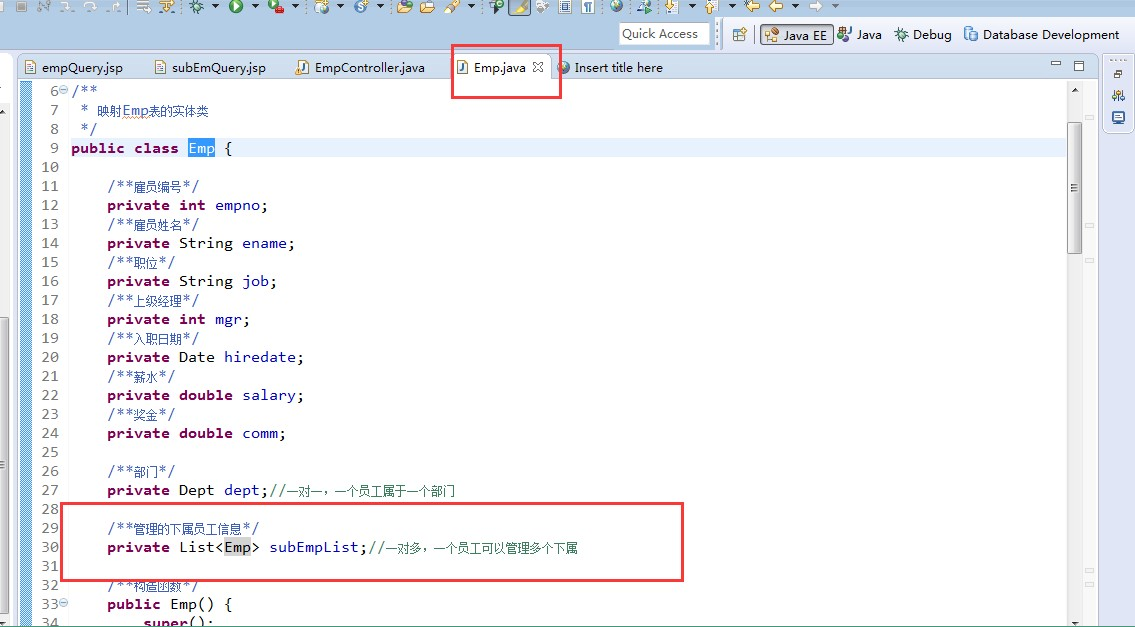 Quick Access
Java EE
Java
Debug
Database Development
empQuery.jsp
subEmQuery.jsp
EmpController.java
Emp.java
Insert title here
6 /**
7 * 映射Emp表的实体类
8 */
9 public class Emp {
10
11 /**雇员编号*/
12 private int empno;
13 /**雇员姓名*/
14 private String ename;
15 /**职位*/
16 private String job;
17 /**上级经理*/
18 private int mgr;
19 /**入职日期*/
20 private Date hiredate;
21 /**薪水*/
22 private double salary;
23 /**奖金*/
24 private double comm;
25
26 /**部门*/
27 private Dept dept;//一对一，一个员工属于一个部门
28
29 /**管理的下属员工信息*/
30 private List<Emp> subEmpList;//一对多，一个员工可以管理多个下属
31
32 /**构造函数*/
33 public Emp() {
34 super();